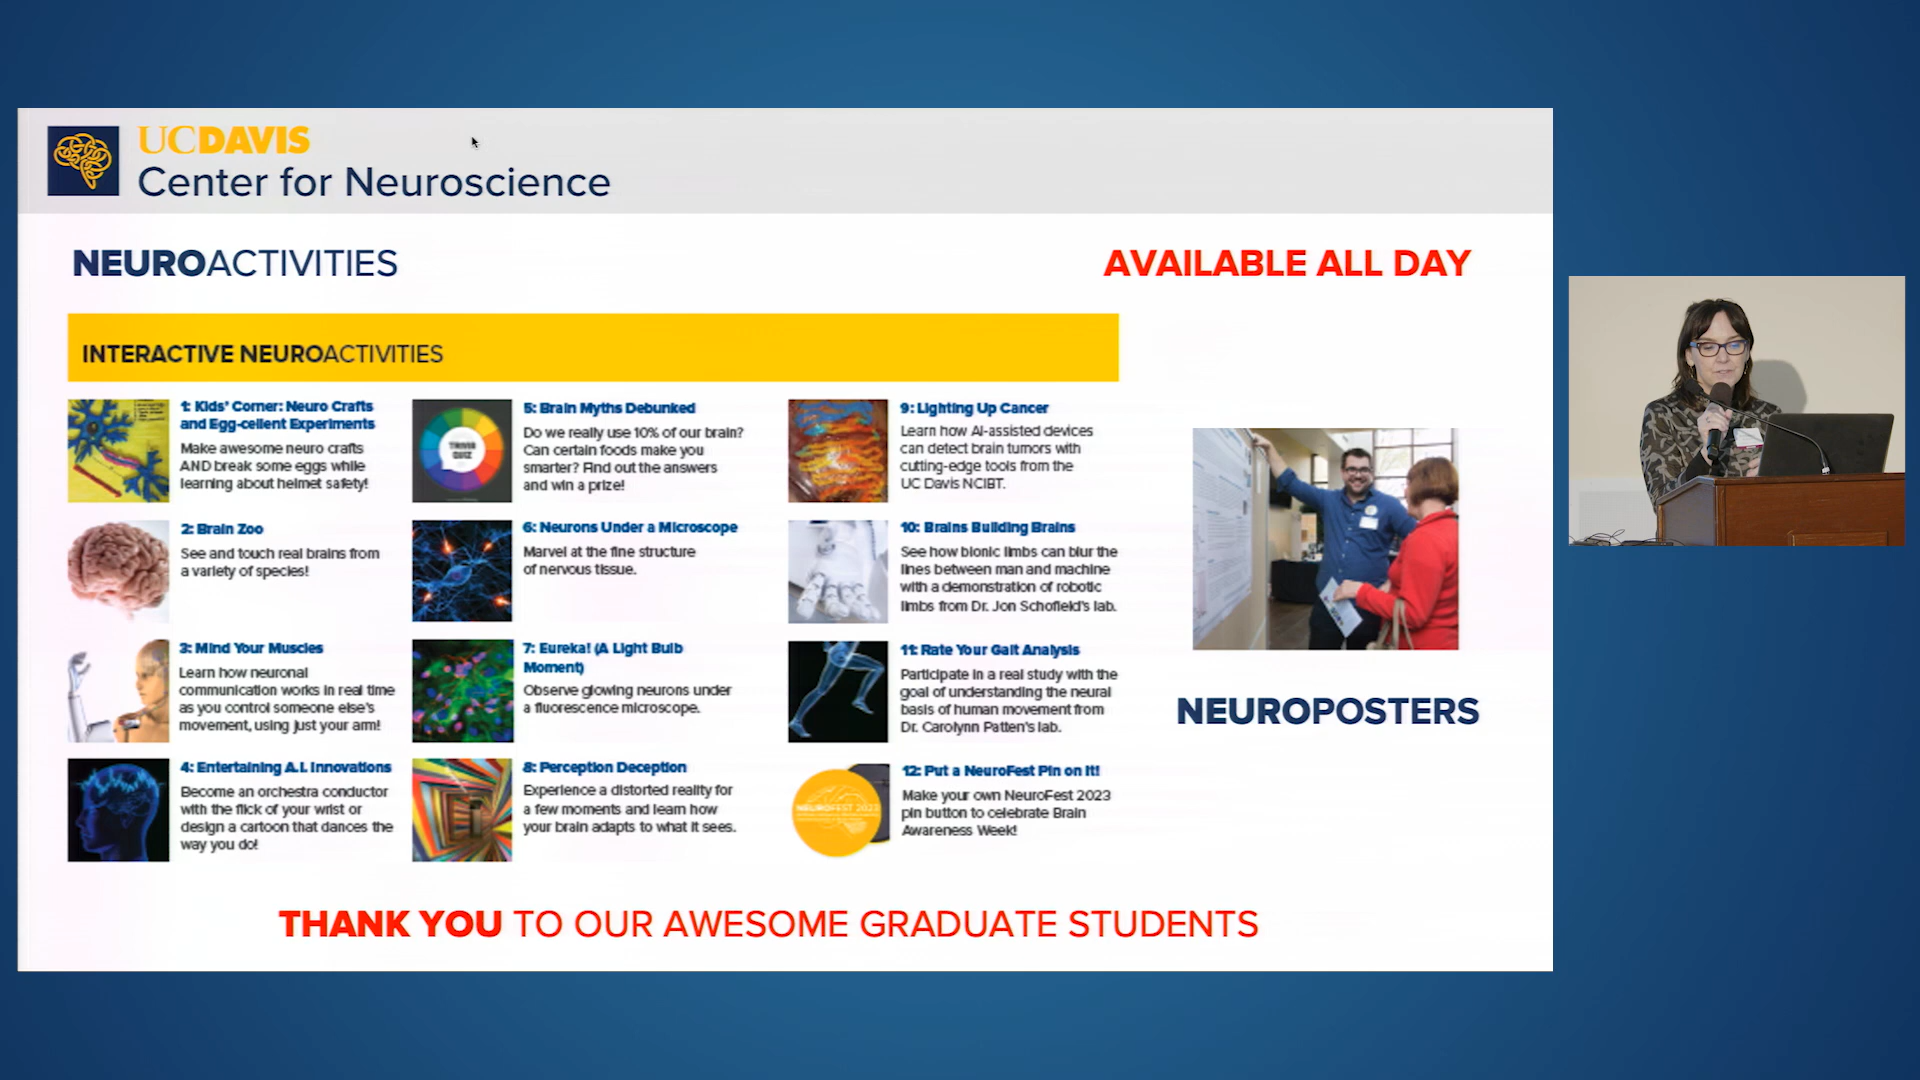 UCDAVIS
Center for Neuroscience
NEUROACTIVITIES
AVAILABLE ALL DAY
INTERACTIVE NEUROACTIVITIES
1: Kids' Corner: Neuro Crafts
and Egg-cellent Experiments
Make awesome neuro crafts
AND break some eggs while
learning about helmet safety!
2: Brain Zoo
See and touch real brains from
a variety of species!
3: Mind Your Muscles
Learn how neuronal
communication works in real time
as you control someone else's
movement, using just your arm!
4: Entertaining A.I. Innovations
Become an orchestra conductor
with the flick of your wrist or
design a cartoon that dances the
way you do!
TRIVIA
QUIZ
5: Brain Myths Debunked
Do we really use 10% of our brain?
Can certain foods make you
smarter? Find out the answers
and win a prize!
6: Neurons Under a Microscope
Marvel at the fine structure
of nervous tissue.
7: Eureka! (A Light Bulb
Moment)
Observe glowing neurons under
a fluorescence microscope.
8: Perception Deception
Experience a distorted reality for
a few moments and learn how
your brain adapts to what it sees.
9: Lighting Up Cancer
Learn how AI-assisted devices
can detect brain tumors with
cutting-edge tools from the
UC Davis NCIBT.
10: Brains Building Brains
See how bionic limbs can blur the
lines between man and machine
with a demonstration of robotic
limbs from Dr. Jon Schofield's lab.
11: Rate Your Gait Analysis
Participate in a real study with the
goal of understanding the neural
basis of human movement from
Dr. Carolynn Patten's lab.
NEUROFEST 2023
12: Put a NeuroFest Pin on It!
Make your own NeuroFest 2023
pin button to celebrate Brain
Awareness Week!
NEUROPOSTERS
THANK YOU TO OUR AWESOME GRADUATE STUDENTS